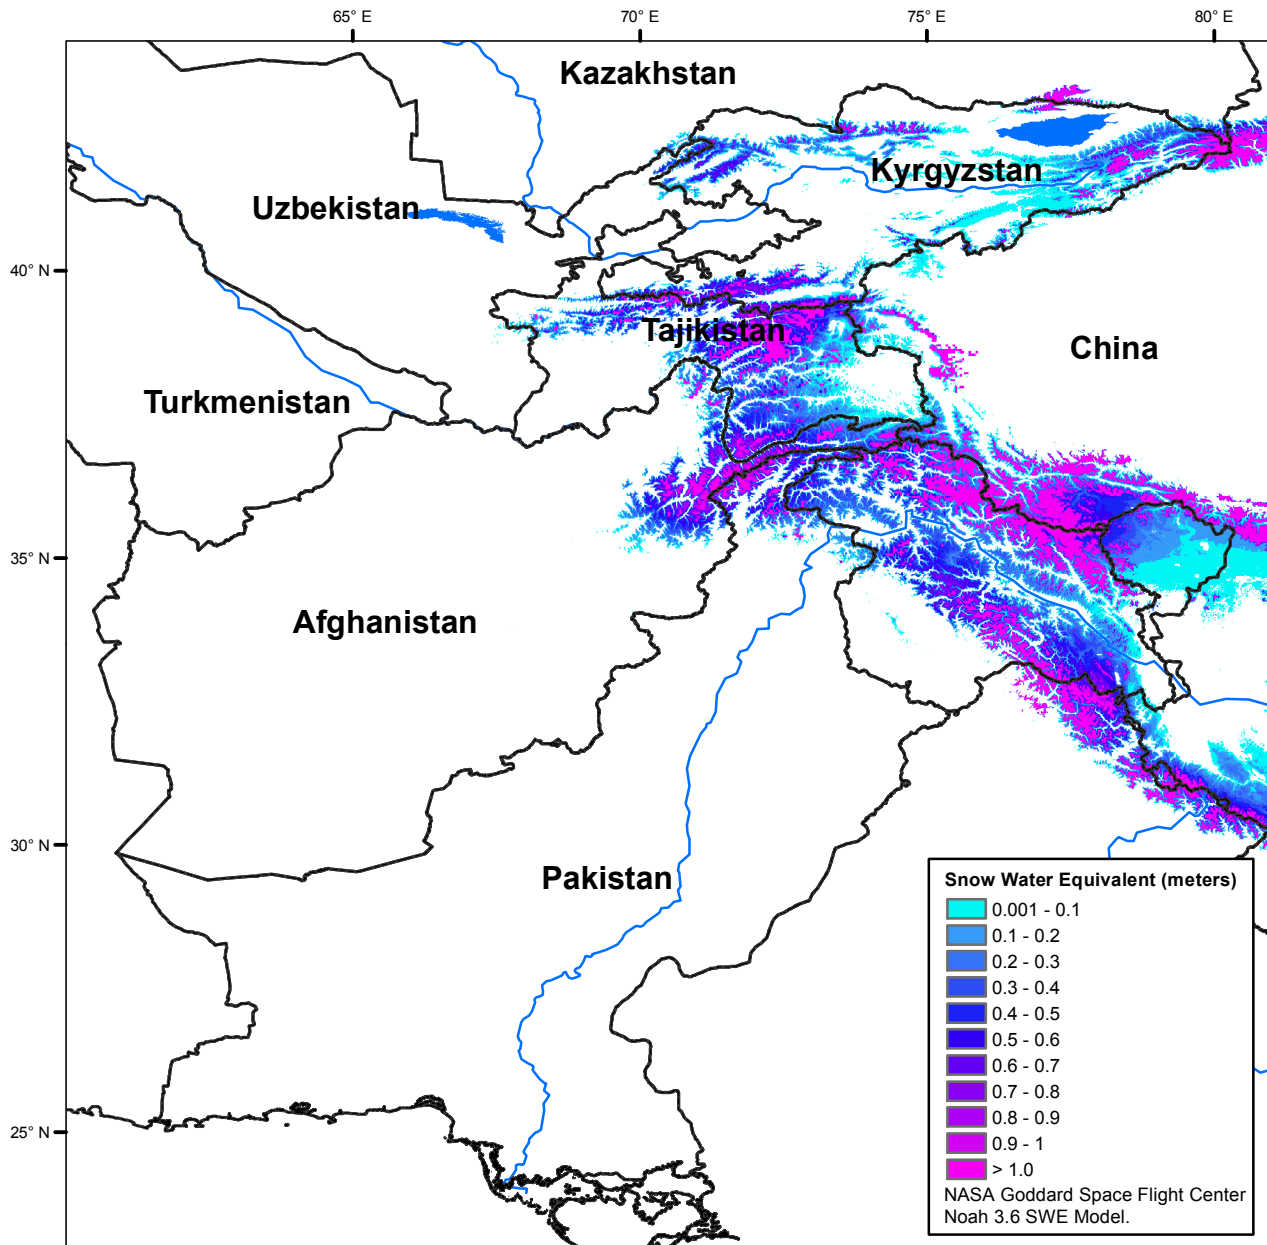 65° E
70° E
75° E
80° E
Kazakhstan
Kyrgyzstan
Uzbekistan
40° N
Tajikistan
China
Turkmenistan
35° N
Afghanistan
30° N
Pakistan
25° N
Snow Water Equivalent (meters)
0.001 - 0.1
0.1 - 0.2
0.2 - 0.3
0.3 - 0.4
0.4 - 0.5
0.5 - 0.6
0.6 - 0.7
0.7 - 0.8
0.8 - 0.9
0.9 - 1
> 1.0
NASA Goddard Space Flight Center
Noah 3.6 SWE Model.